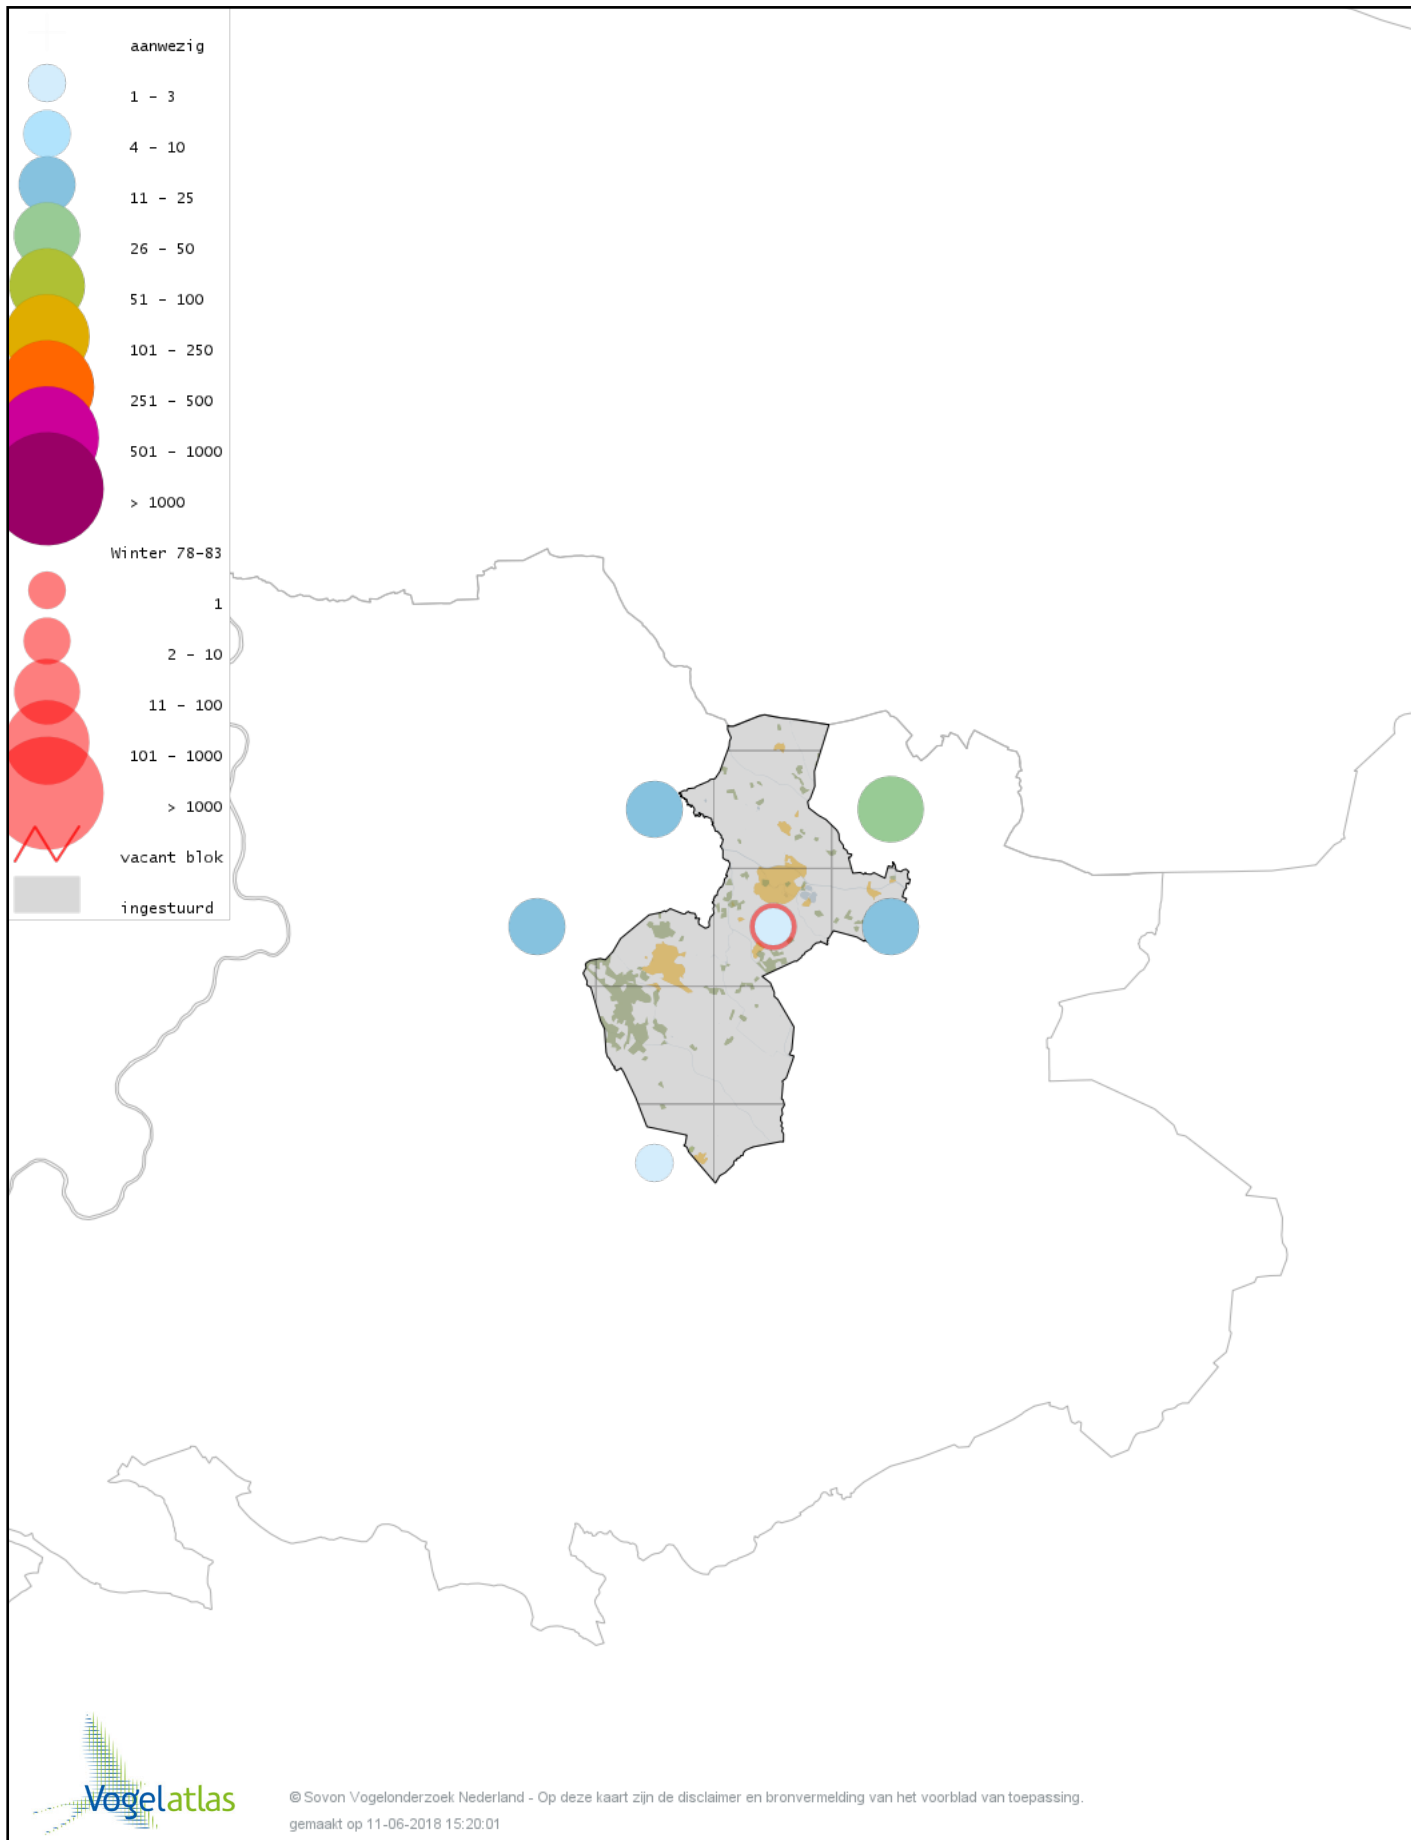 aanwezig
1 - 3
4 - 10
11 - 25
26 - 50
51 - 100
101 - 250
251 - 500
501 - 1000
> 1000
Winter 78-83
1
2 - 10
11 - 100
101 - 1000
> 1000
vacant blok
ingestuurd
Vogelatlas
© Sovon Vogelonderzoek Nederland - Op deze kaart zijn de disclaimer en bronvermelding van het voorblad van toepassing.
gemaakt op 11-06-2018 15:20:01